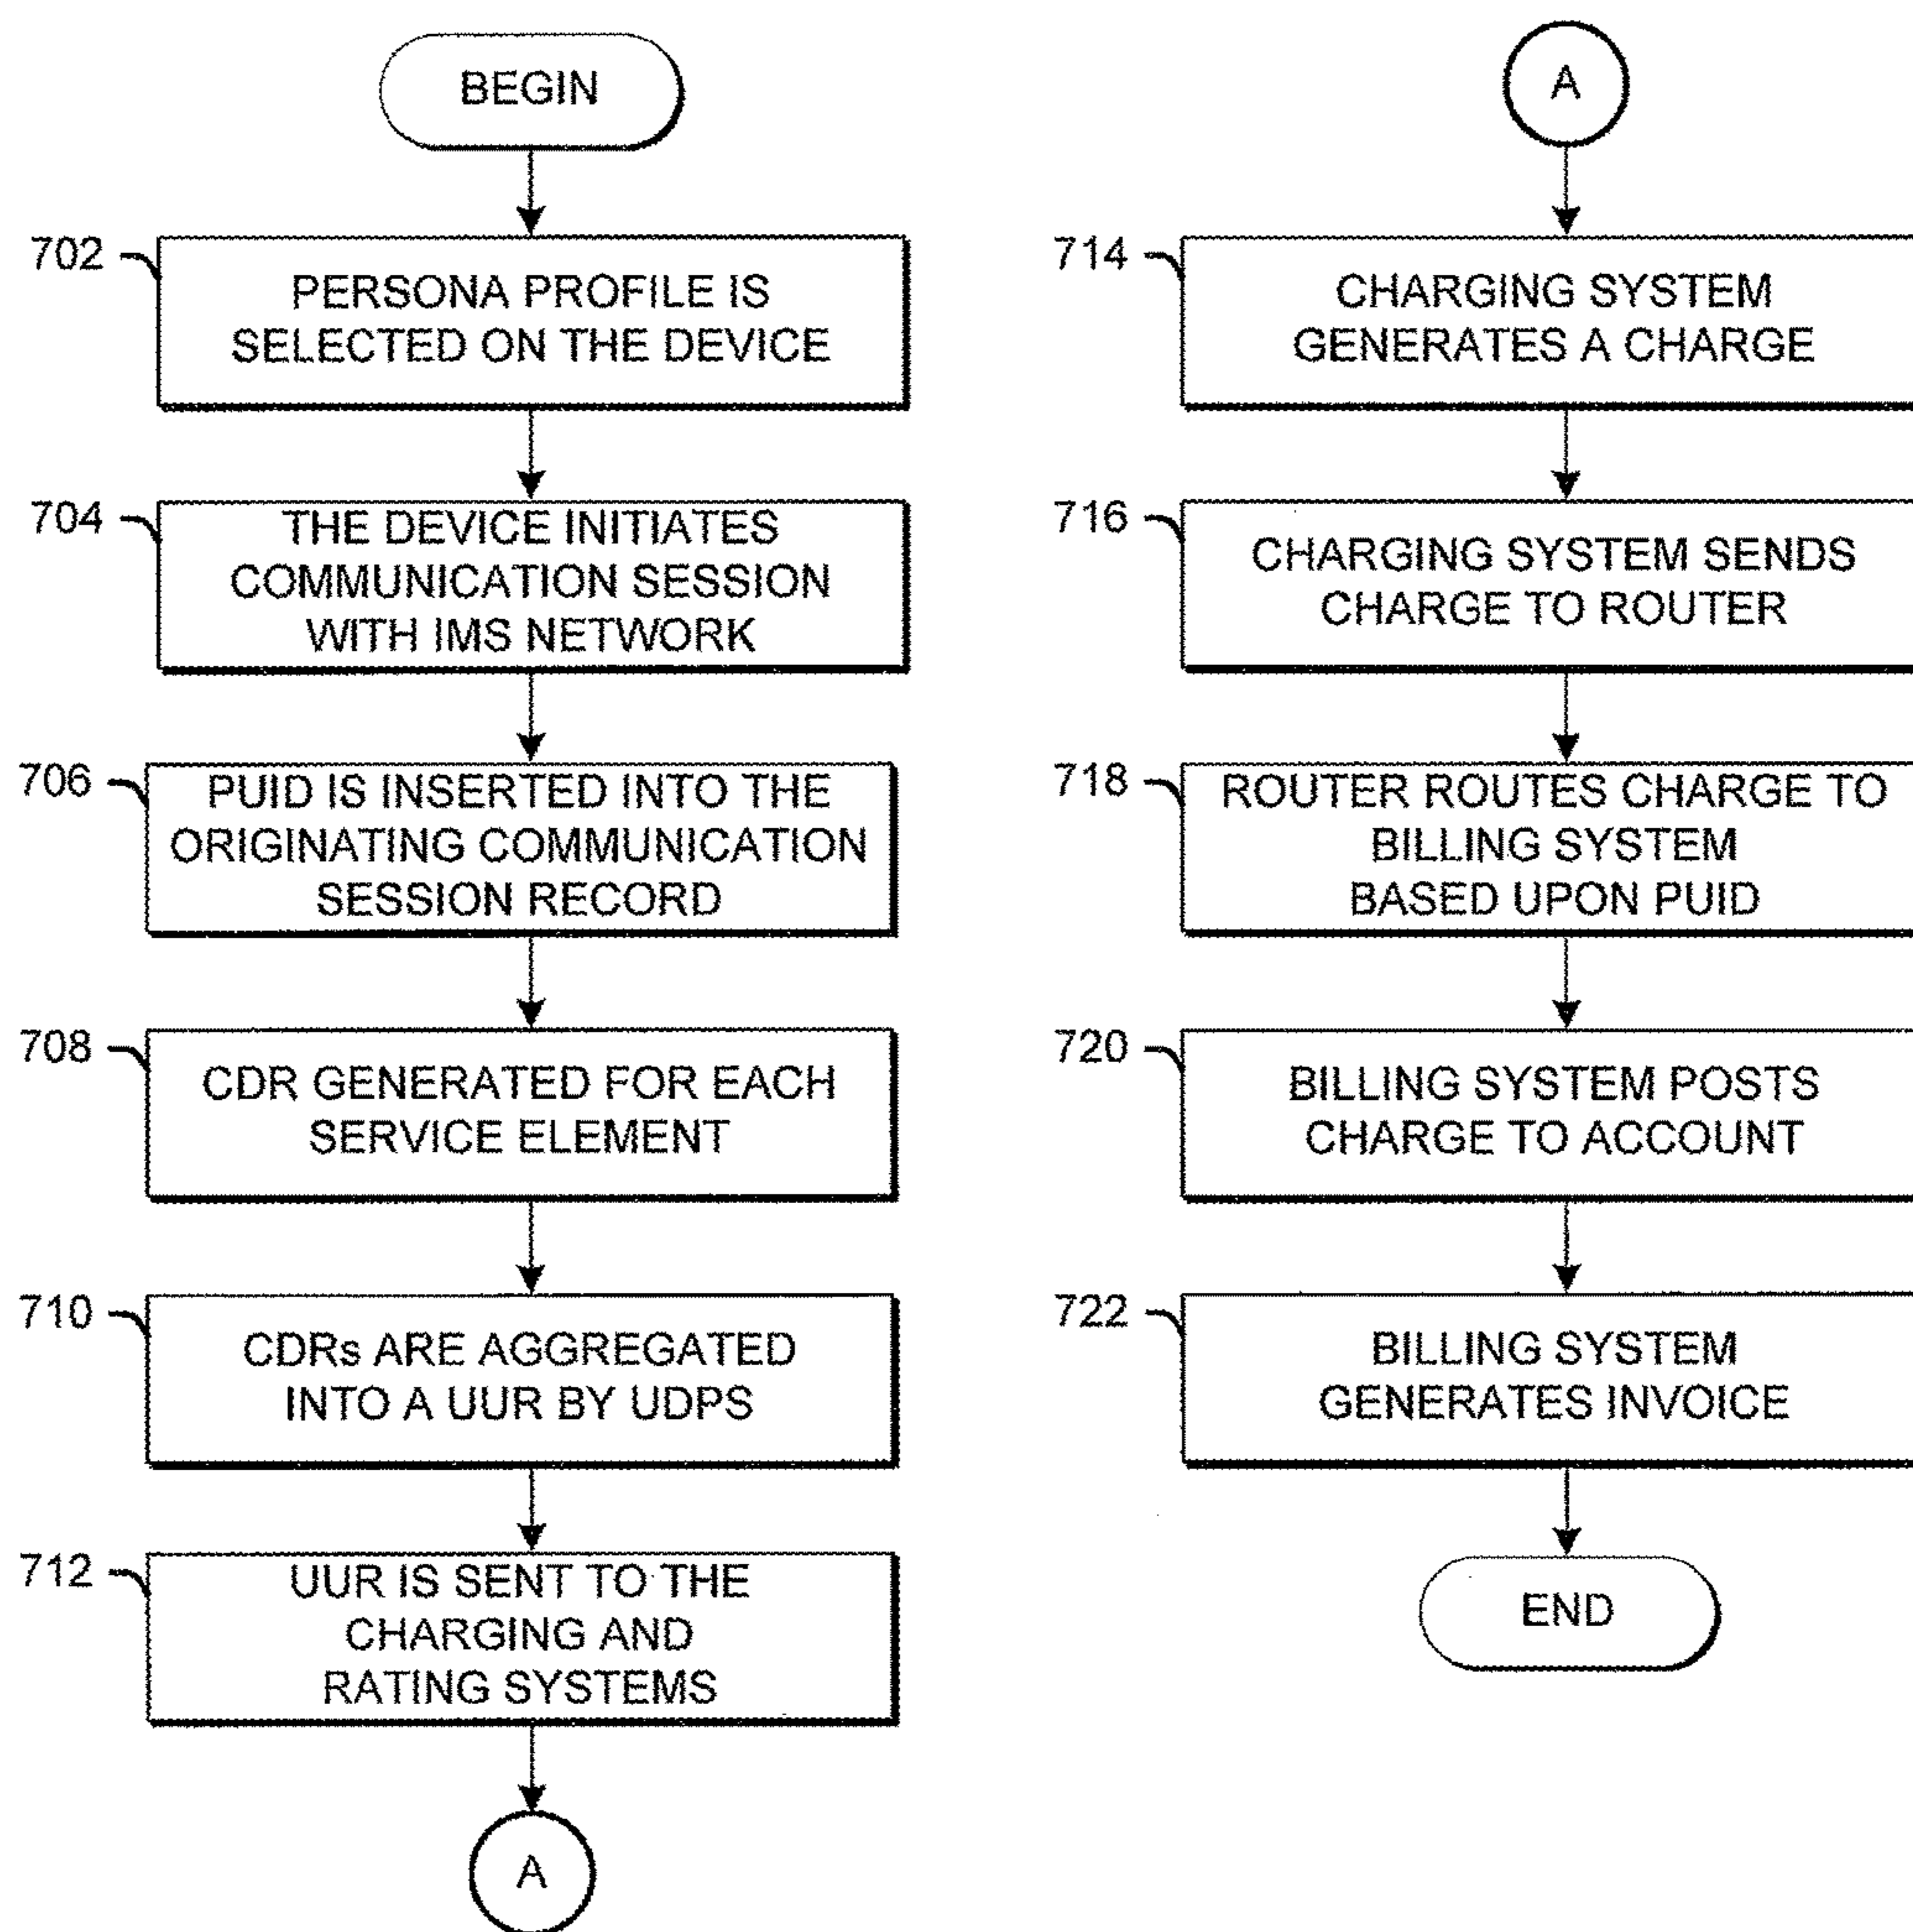 BEGIN
702
PERSONA PROFILE IS
SELECTED ON THE DEVICE
704
THE DEVICE INITIATES
COMMUNICATION SESSION
WITH IMS NETWORK
706
PUID IS INSERTED INTO THE
ORIGINATING COMMUNICATION
SESSION RECORD
708
CDR GENERATED FOR EACH
SERVICE ELEMENT
710
CDRs ARE AGGREGATED
INTO A UUR BY UDPS
712
UUR IS SENT TO THE
CHARGING AND
RATING SYSTEMS
A
A
714
CHARGING SYSTEM
GENERATES A CHARGE
716
CHARGING SYSTEM SENDS
CHARGE TO ROUTER
718
ROUTER ROUTES CHARGE TO
BILLING SYSTEM
BASED UPON PUID
720
BILLING SYSTEM POSTS
CHARGE TO ACCOUNT
722
BILLING SYSTEM
GENERATES INVOICE
END